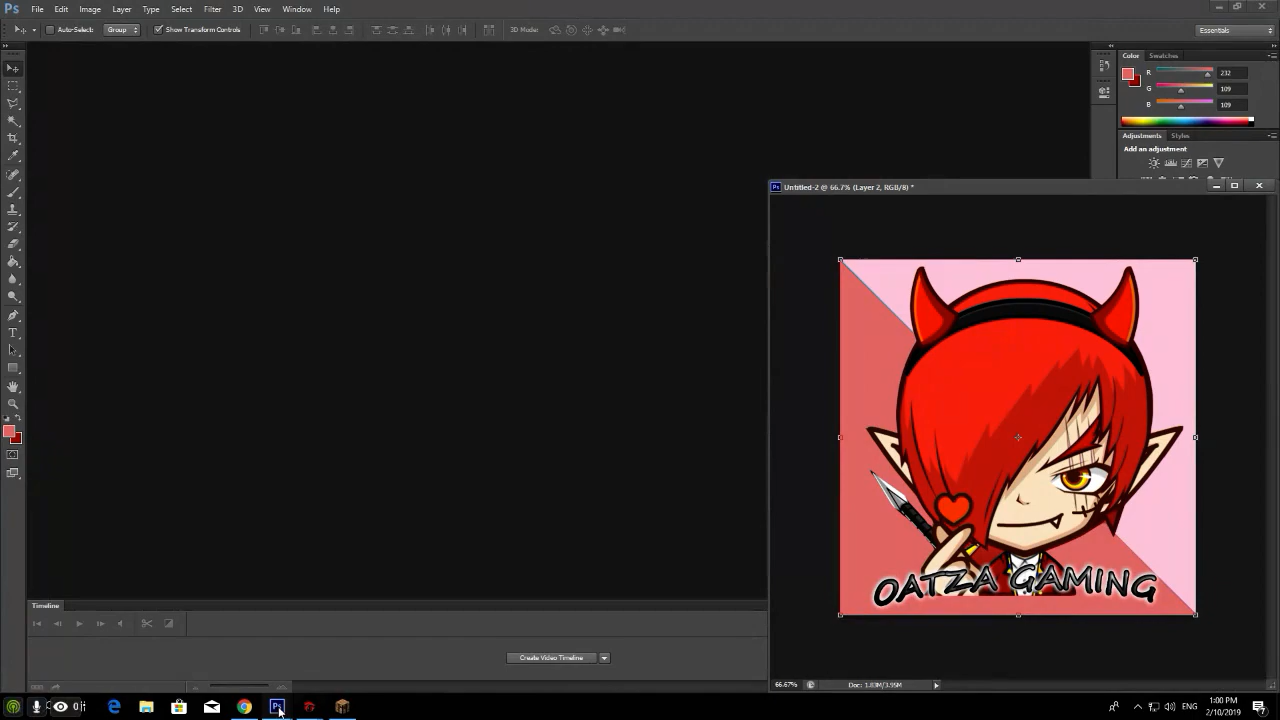 Ps File Edit Image Layer Type Select Filter 3D View Window Help
Auto-Select: Group Show Transform Controls 3D Mode: Essentials
Color Swatches
R 232
G 109
B 109
Adjustments Styles
Add an adjustment
Ps Untitled-2 @ 66.7% (Layer 2, RGB/8) *
OATZA GAMING
Timeline
Create Video Timeline
66.67% Doc: 1.83M/3.95M
Ps ENG 1:00 PM
2/10/2019